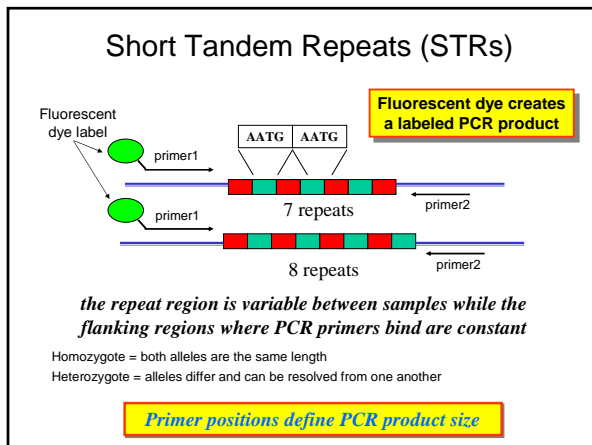 Short Tandem Repeats (STRs)
Fluorescent dye creates
a labeled PCR product
Fluorescent
dye label
AATG AATG
primer1
7 repeats
primer2
primer1
8 repeats
primer2
the repeat region is variable between samples while the
flanking regions where PCR primers bind are constant
Homozygote = both alleles are the same length
Heterozygote = alleles differ and can be resolved from one another
Primer positions define PCR product size